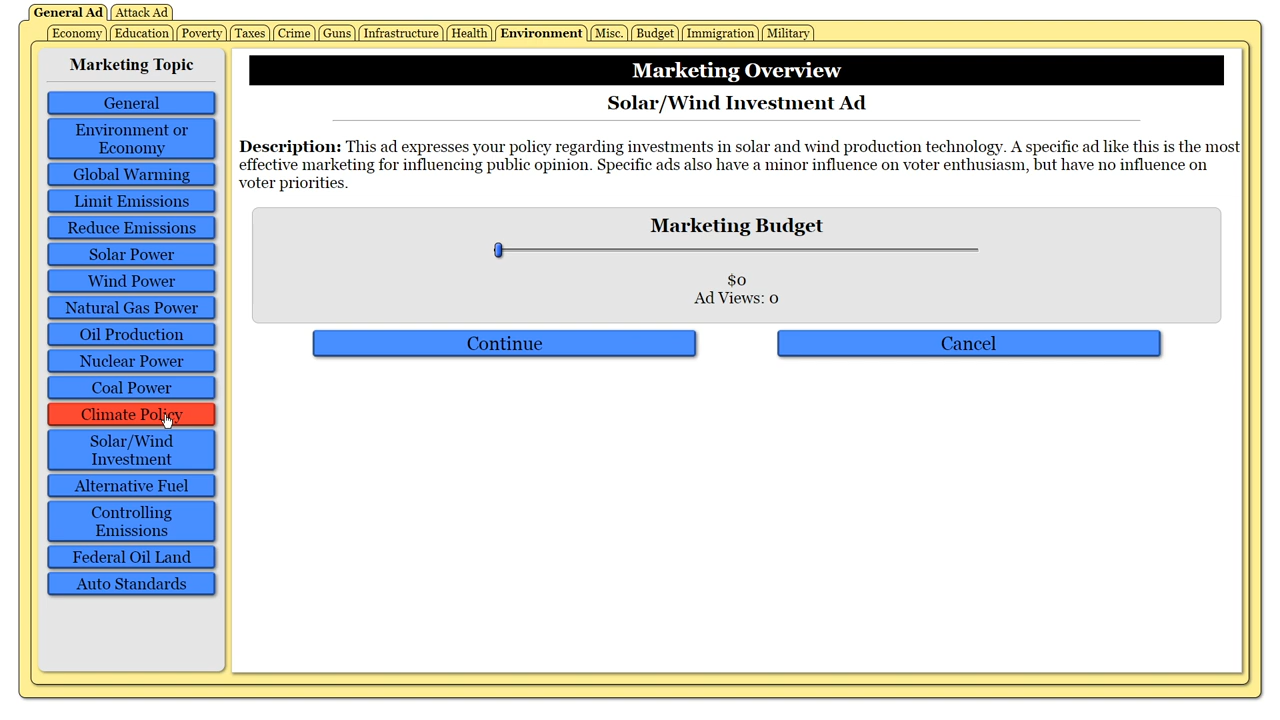 General Ad Attack Ad
Economy Education Poverty Taxes Crime Guns Infrastructure Health Environment Misc. Budget Immigration Military
Marketing Topic
General
Environment or
Economy
Global Warming
Limit Emissions
Reduce Emissions
Solar Power
Wind Power
Natural Gas Power
Oil Production
Nuclear Power
Coal Power
Climate Policy
Solar/Wind
Investment
Alternative Fuel
Controlling
Emissions
Federal Oil Land
Auto Standards
Marketing Overview
Solar/Wind Investment Ad
Description: This ad expresses your policy regarding investments in solar and wind production technology. A specific ad like this is the most
effective marketing for influencing public opinion. Specific ads also have a minor influence on voter enthusiasm, but have no influence on
voter priorities.
Marketing Budget
$0
Ad Views: 0
Continue Cancel